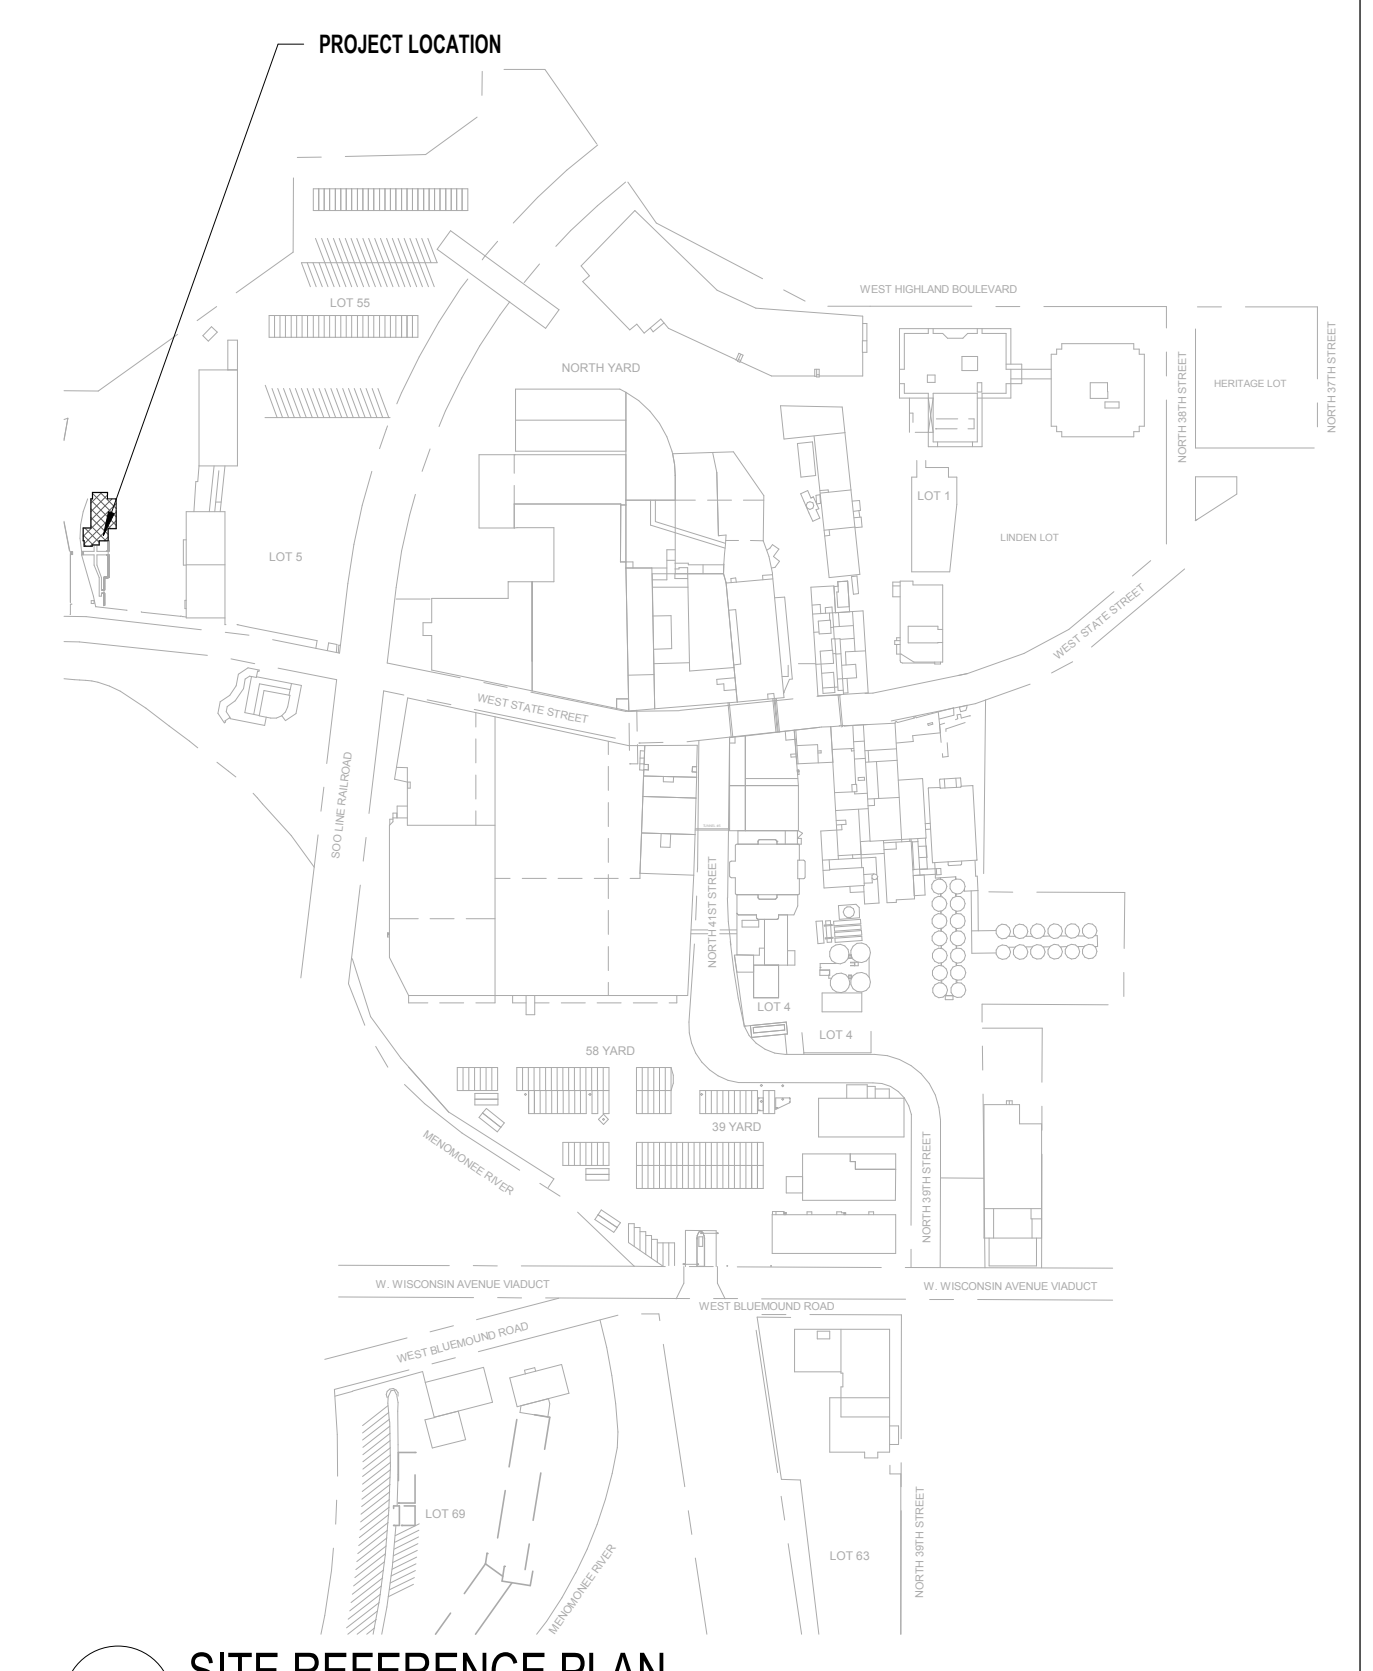 PROJECT LOCATION
WEST HIGHLAND BOULEVARD
LOT 55
NORTH 37TH STREET
NORTH 38TH STREET
NORTH YARD
HERITAGE LOT
LOT 1
LINDEN LOT
LOT 5
WEST STATE STREET
WEST STATE STREET
SOO LINE RAILROAD
NORTH 41ST STREET
LOT 4
LOT 4
58 YARD
39 YARD
MENOMONEE RIVER
NORTH 39TH STREET
W. WISCONSIN AVENUE VIADUCT
W. WISCONSIN AVENUE VIADUCT
WEST BLUEMOUND ROAD
WEST BLUEMOUND ROAD
LOT 69
NORTH 39TH STREET
LOT 63
MENOMONEE RIVER
SITE REFERENCE PLAN